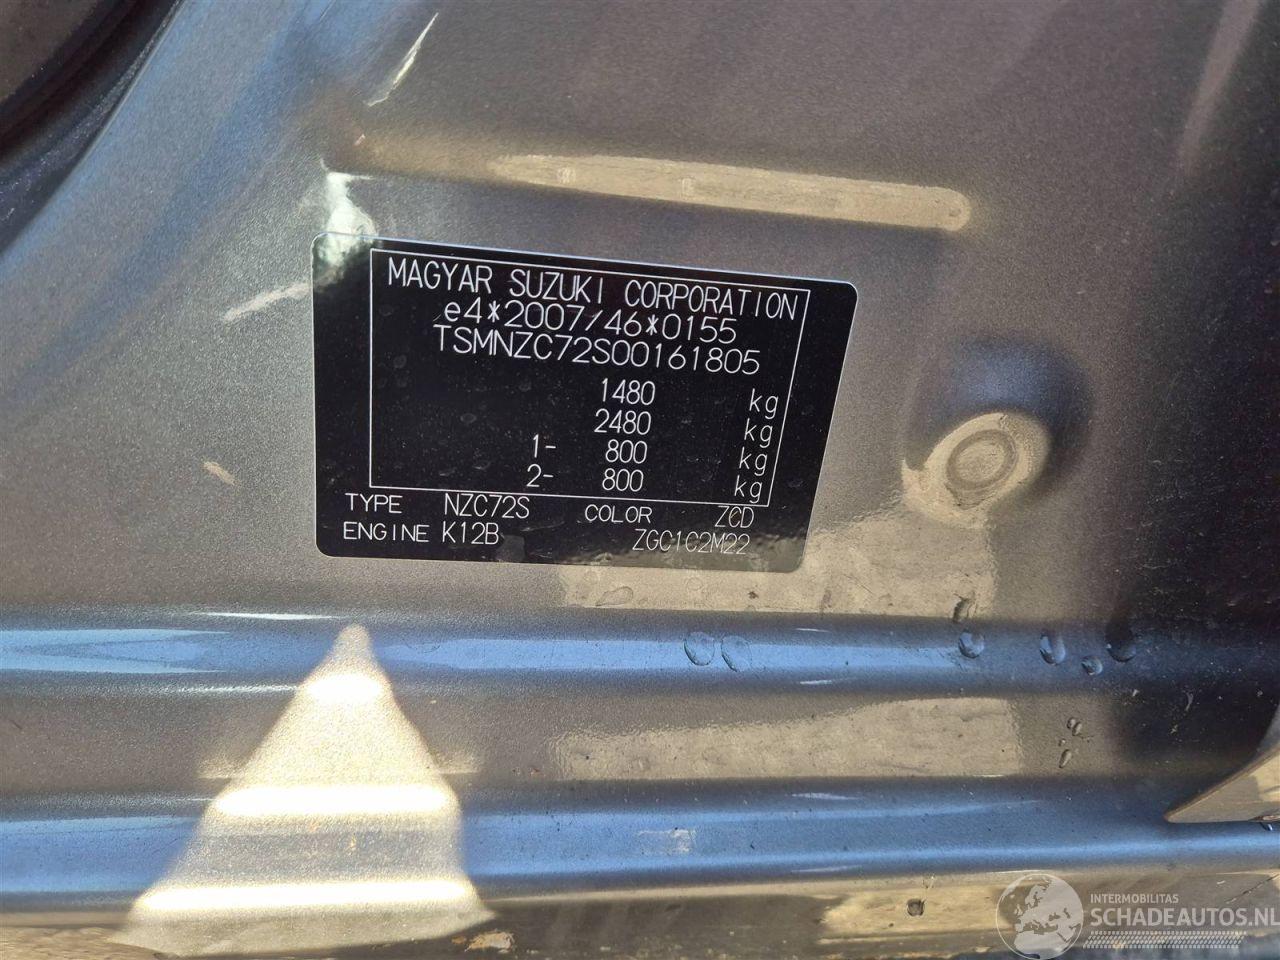 MAGYAR SUZUKI CORPORATION
e4*2007/46*0155
TSMNZC72S00161805
1480 kg
2480 kg
1- 800 kg
2- 800 kg
TYPE NZC72S COLOR ZCD
ENGINE K12B ZGC1C2M22
INTERMOBILITAS
SCHADEAUTOS.NL